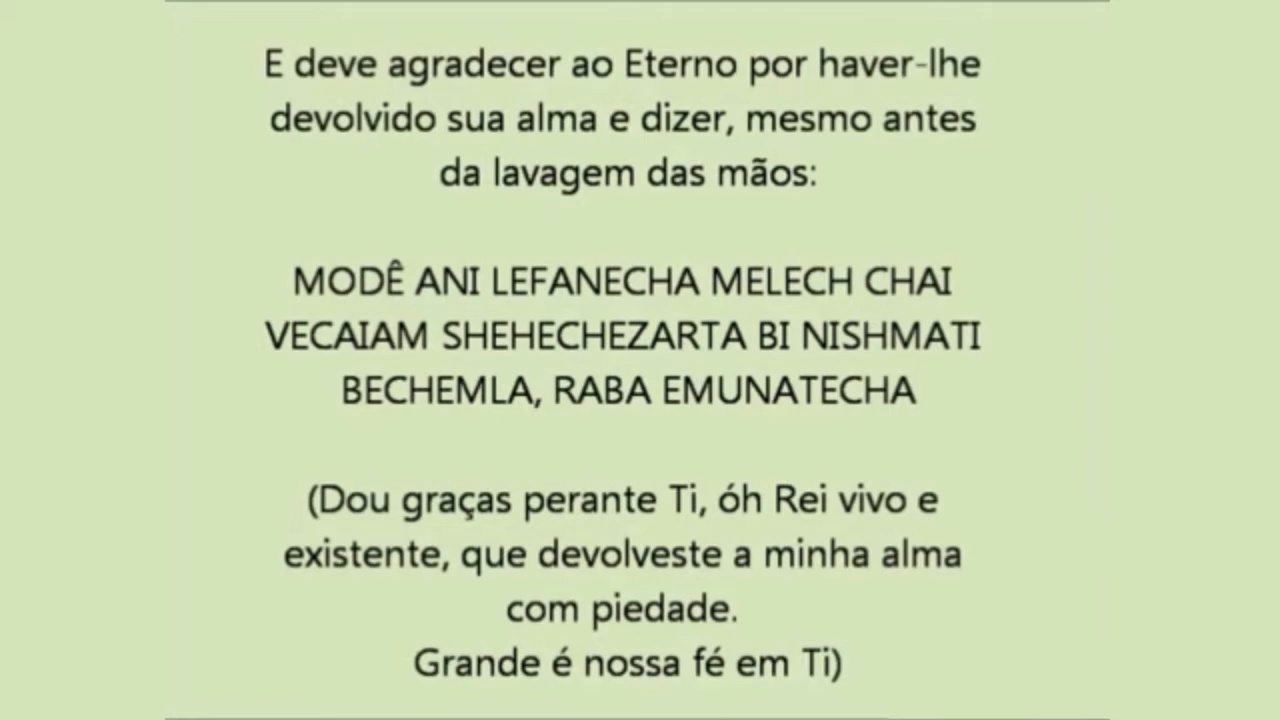 E deve agradecer ao Eterno por haver-lhe
devolvido sua alma e dizer, mesmo antes
da lavagem das mãos:
MODÊ ANI LEFANECHA MELECH CHAI
VECAIAM SHEHECHEZARTA BI NISHMATI
BECHEMLA, RABA EMUNATECHA
(Dou graças perante Ti, óh Rei vivo e
existente, que devolveste a minha alma
com piedade.
Grande é nossa fé em Ti)